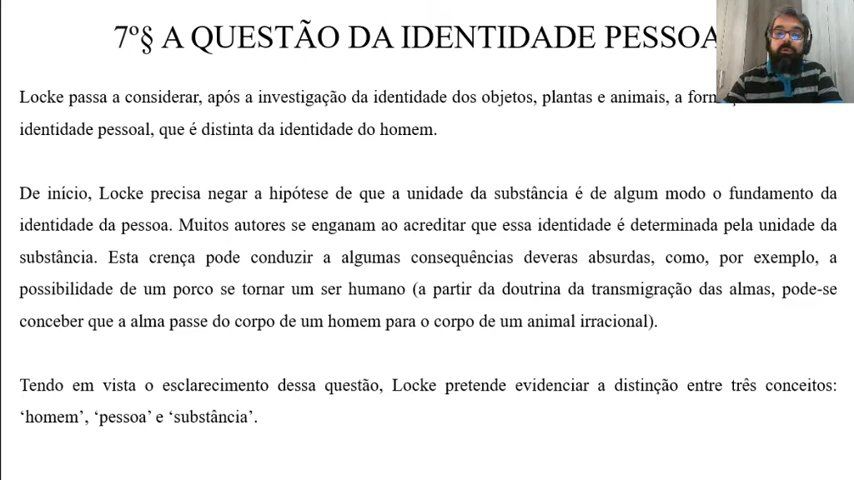 7º§ A QUESTÃO DA IDENTIDADE PESSOA
Locke passa a considerar, após a investigação da identidade dos objetos, plantas e animais, a
identidade pessoal, que é distinta da identidade do homem.
De início, Locke precisa negar a hipótese de que a unidade da substância é de algum modo o fundamento da
identidade da pessoa. Muitos autores se enganam ao acreditar que essa identidade é determinada pela unidade da
substância. Esta crença pode conduzir a algumas consequências deveras absurdas, como, por exemplo, a
possibilidade de um porco se tornar um ser humano (a partir da doutrina da transmigração das almas, pode-se
conceber que a alma passe do corpo de um homem para o corpo de um animal irracional).
Tendo em vista o esclarecimento dessa questão, Locke pretende evidenciar a distinção entre três conceitos:
‘homem’, ‘pessoa’ e ‘substância’.